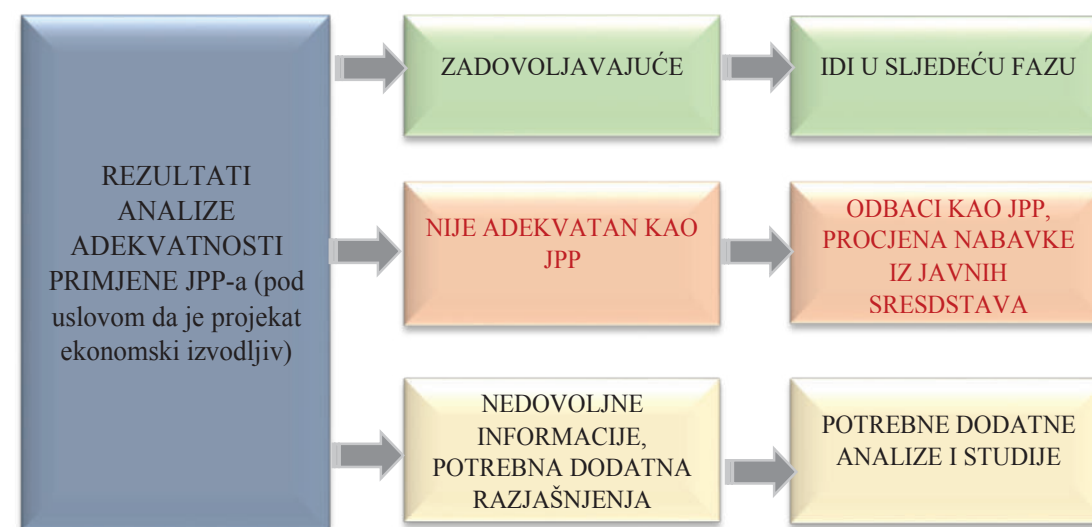 REZULTATI
ANALIZE
ADEKVATNOSTI
PRIMJENE JPP-a (pod
uslovom da je projekat
ekonomski izvodljiv)
ZADOVOLJAVAJUĆE
IDI U SLJEDEĆU FAZU
NIJE ADEKVATAN KAO
JPP
ODBACI KAO JPP,
PROCJENA NABAVKE
IZ JAVNIH
SRESDSTAVA
NEDOVOLJNE
INFORMACIJE,
POTREBNA DODATNA
RAZJAŠNJENJA
POTREBNE DODATNE
ANALIZE I STUDIJE